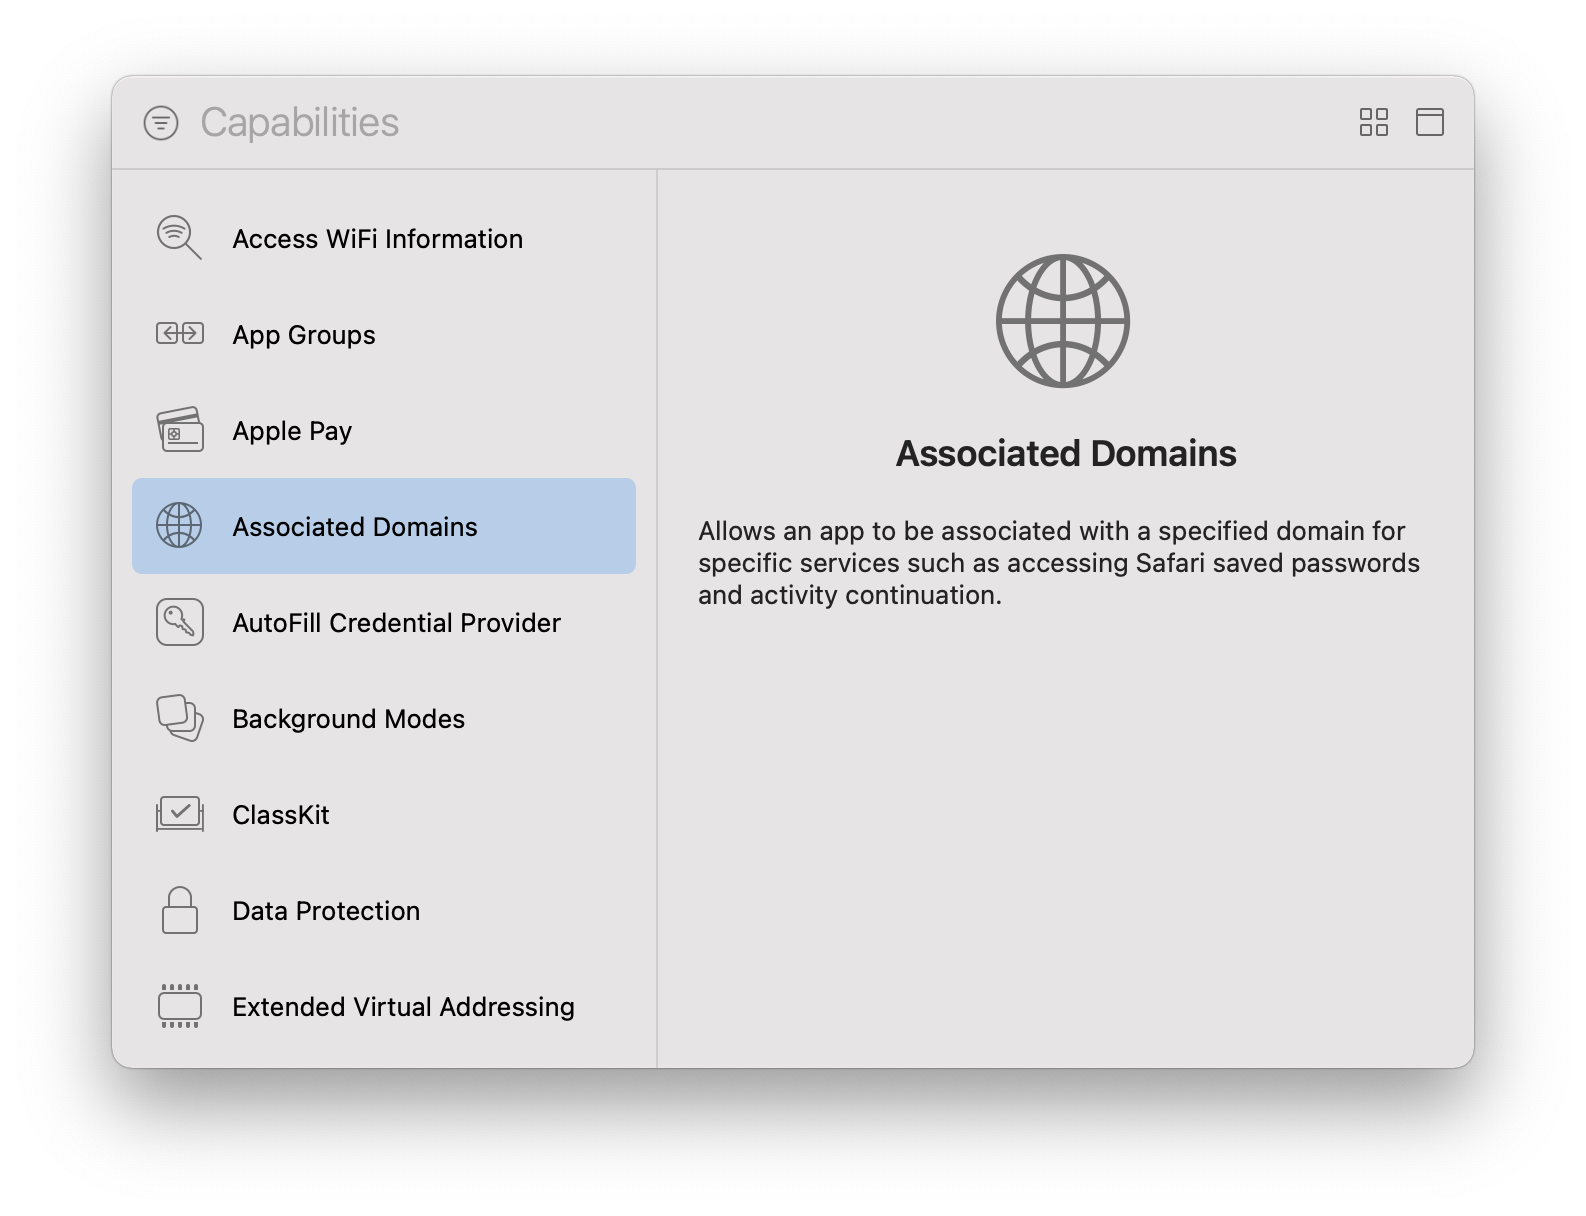 Capabilities
Access WiFi Information
App Groups
Apple Pay
Associated Domains
AutoFill Credential Provider
Background Modes
ClassKit
Data Protection
Extended Virtual Addressing
Associated Domains
Allows an app to be associated with a specified domain for
specific services such as accessing Safari saved passwords
and activity continuation.